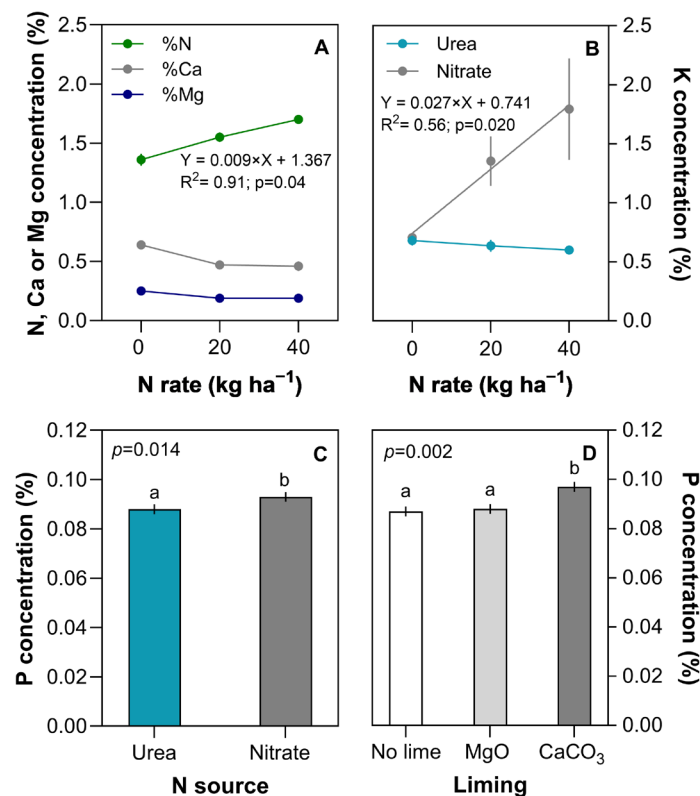 N, Ca or Mg concentration (%)
2.5
2.0
1.5
1.0
0.5
0.0
%N
%Ca
%Mg
A
Y = 0.009×X + 1.367
R²= 0.91; p=0.04
0
20
40
N rate (kg ha⁻¹)
Urea
Nitrate
B
Y = 0.027×X + 0.741
R²= 0.56; p=0.020
0
20
40
N rate (kg ha⁻¹)
2.5
2.0
1.5
1.0
0.5
0.0
K concentration (%)
P concentration (%)
0.12
0.10
0.08
0.06
0.04
0.02
0.00
p=0.014
C
a
b
Urea
Nitrate
N source
p=0.002
D
a
a
b
No lime
MgO
CaCO₃
Liming
0.12
0.10
0.08
0.06
0.04
0.02
0.00
P concentration (%)